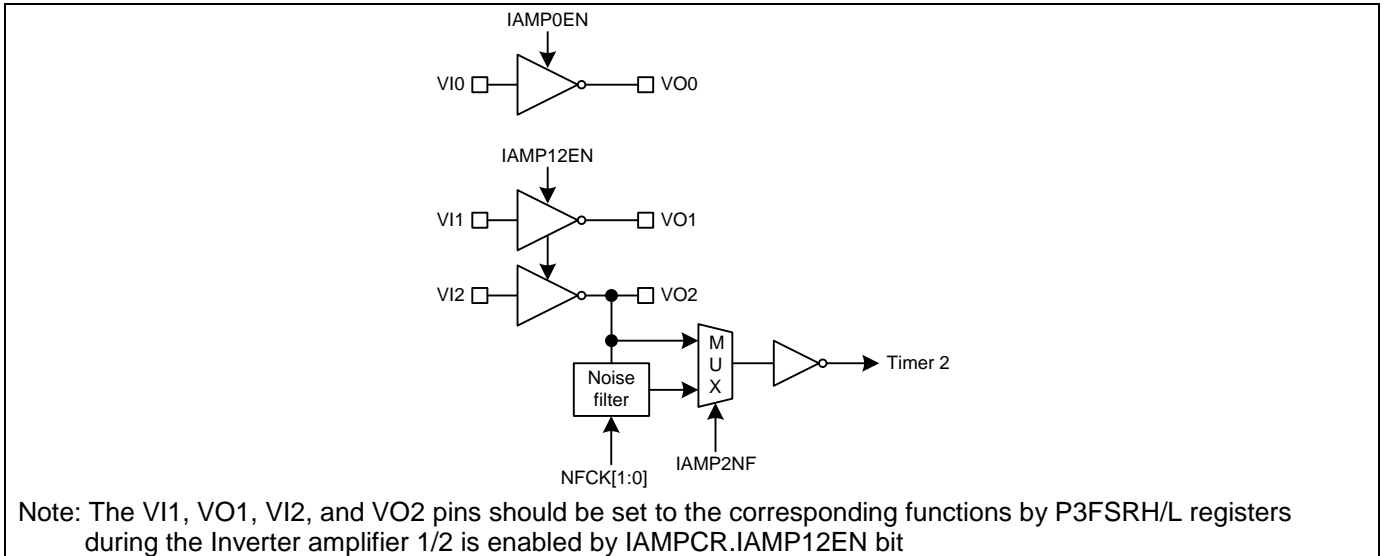 IAMP0EN
VI0
VO0
IAMP12EN
VI1
VO1
VI2
VO2
M
U
X
Timer 2
Noise
filter
IAMP2NF
NFCK[1:0]
Note: The VI1, VO1, VI2, and VO2 pins should be set to the corresponding functions by P3FSRH/L registers
during the Inverter amplifier 1/2 is enabled by IAMPCR.IAMP12EN bit